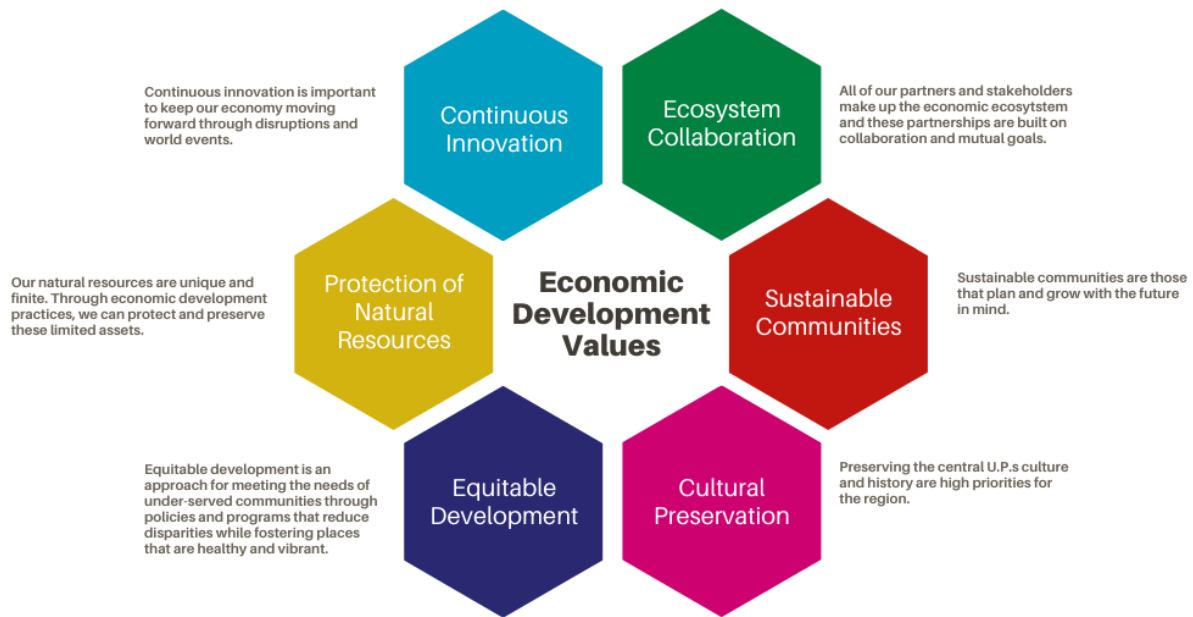 Continuous innovation is important
to keep our economy moving
forward through disruptions and
world events.
Continuous
Innovation
Ecosystem
Collaboration
All of our partners and stakeholders
make up the economic ecosytstem
and these partnerships are built on
collaboration and mutual goals.
Our natural resources are unique and
finite. Through economic development
practices, we can protect and preserve
these limited assets.
Protection of
Natural
Resources
Economic
Development
Values
Sustainable
Communities
Sustainable communities are those
that plan and grow with the future
in mind.
Equitable development is an
approach for meeting the needs of
under-served communities through
policies and programs that reduce
disparities while fostering places
that are healthy and vibrant.
Equitable
Development
Cultural
Preservation
Preserving the central U.P.s culture
and history are high priorities for
the region.